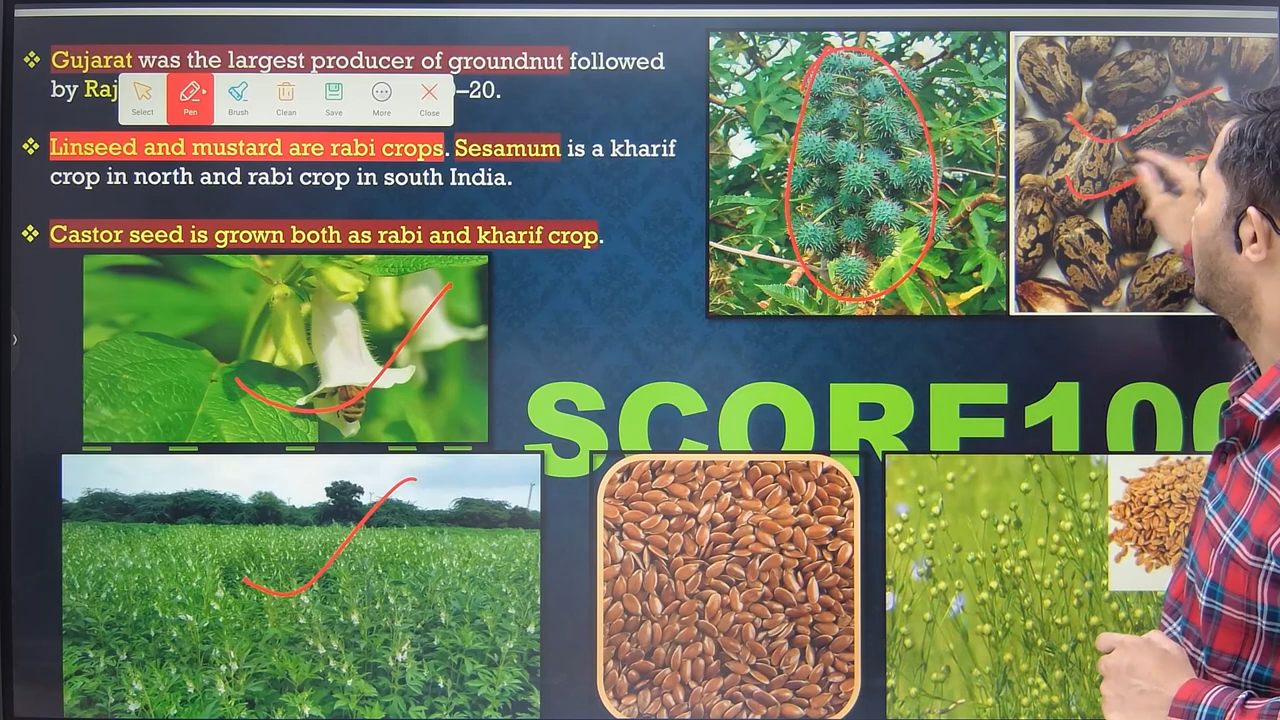 ❖ Gujarat was the largest producer of groundnut followed
by Raj –20.
Select Pen Brush Clean Save More Close
❖ Linseed and mustard are rabi crops. Sesamum is a kharif
crop in north and rabi crop in south India.
❖ Castor seed is grown both as rabi and kharif crop.
SCORE100